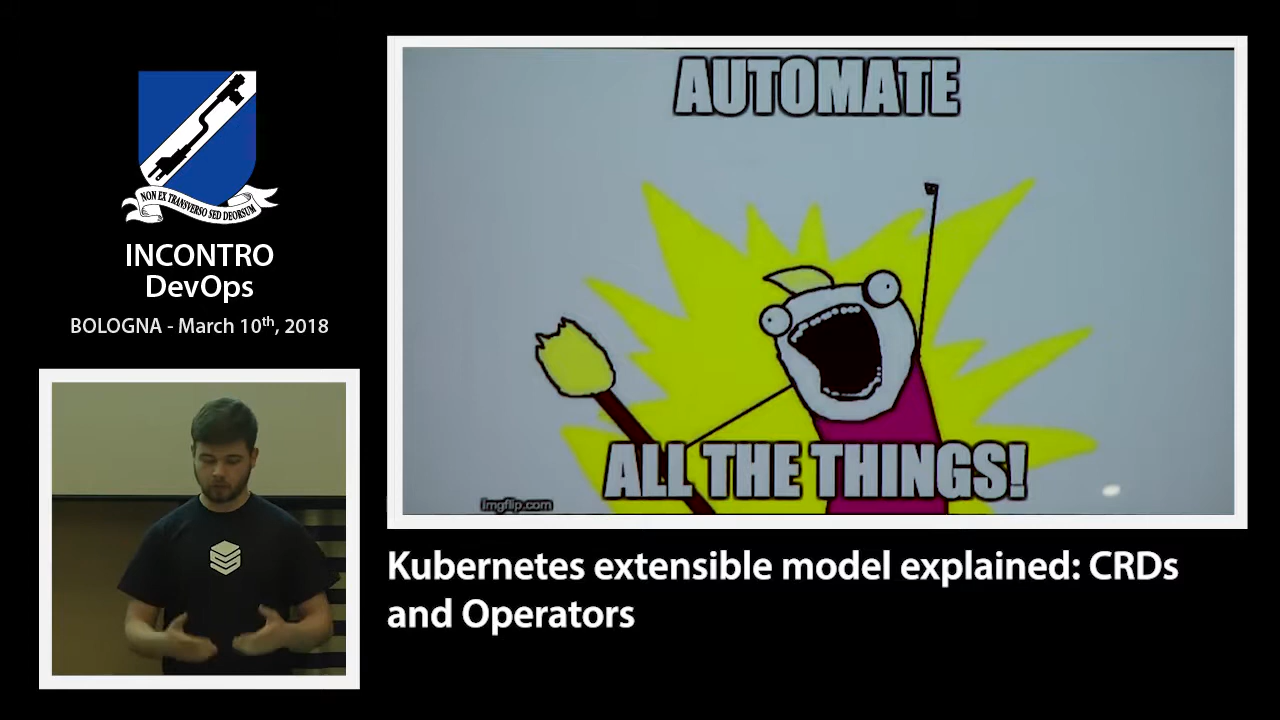 NON EX TRANSVERSO SED DEORSUM
INCONTRO
DevOps
BOLOGNA - March 10th, 2018
AUTOMATE
ALL THE THINGS!
imgflip.com
Kubernetes extensible model explained: CRDs
and Operators